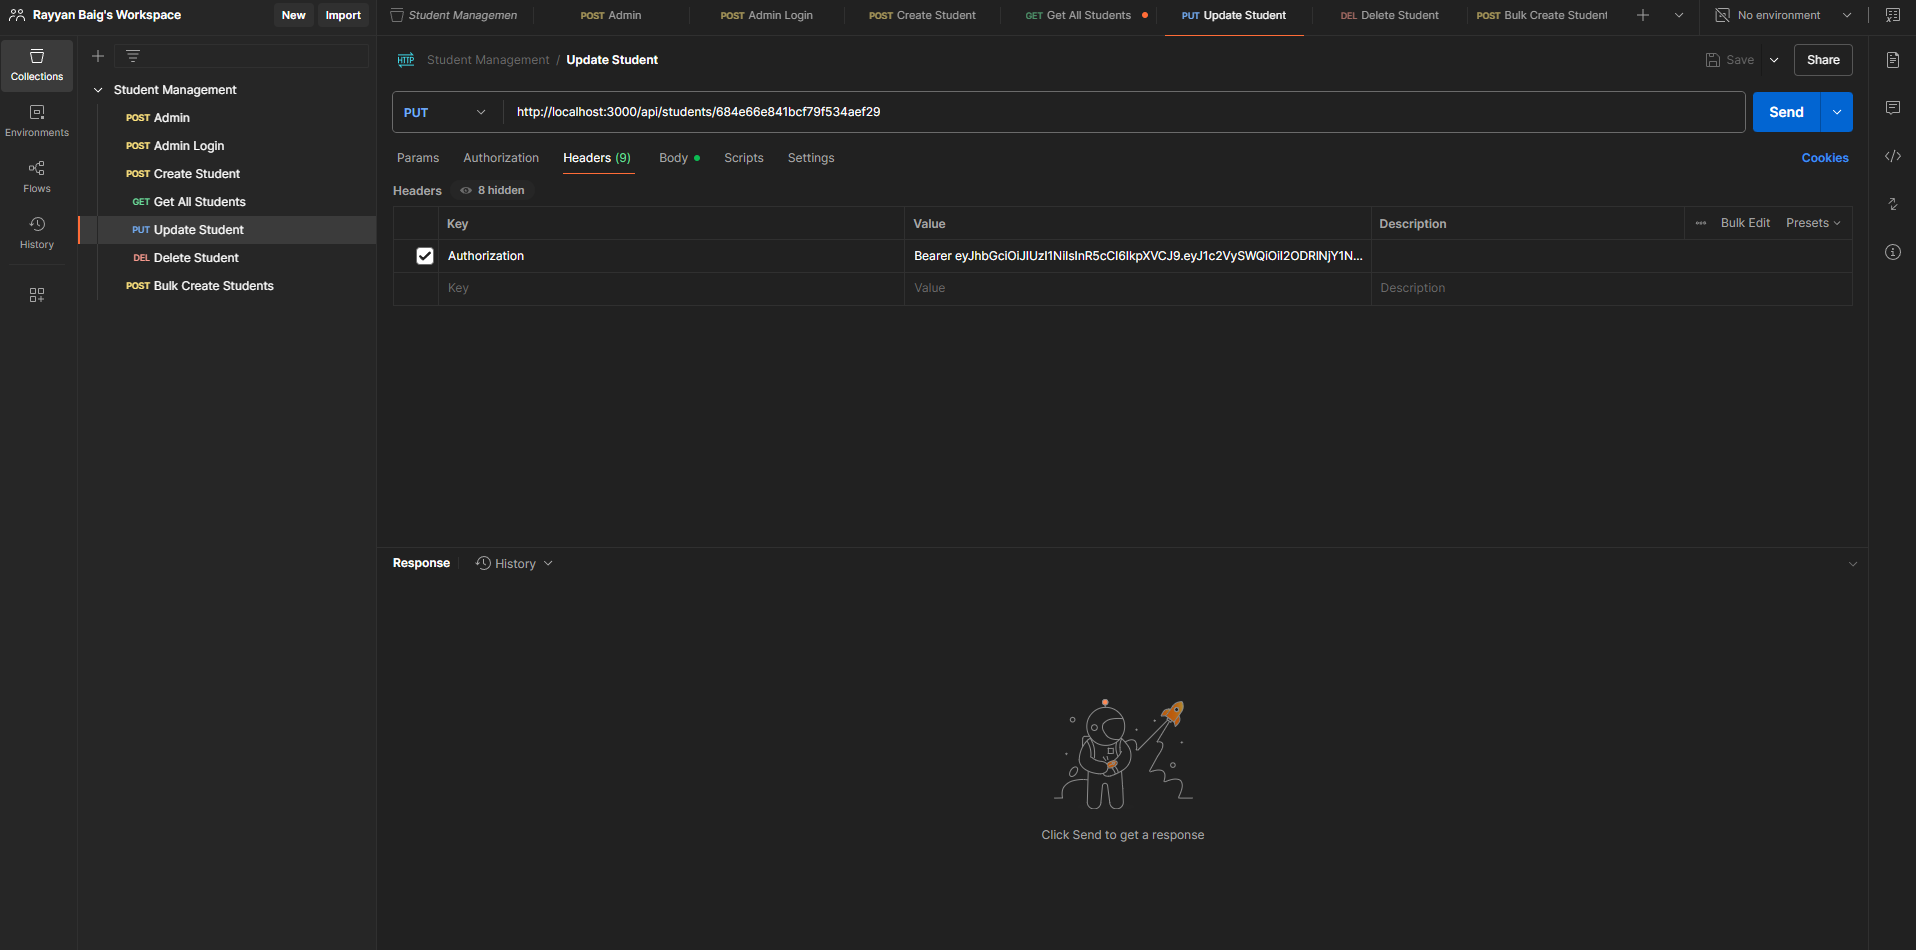 Rayyan Baig's Workspace
New
Import
Student Managemen
POST Admin
POST Admin Login
POST Create Student
GET Get All Students
PUT Update Student
DEL Delete Student
POST Bulk Create Student
No environment
Collections
Environments
Flows
History
Student Management
POST Admin
POST Admin Login
POST Create Student
GET Get All Students
PUT Update Student
DEL Delete Student
POST Bulk Create Students
HTTP Student Management / Update Student
Save
Share
PUT
http://localhost:3000/api/students/684e66e841bcf79f534aef29
Send
Params
Authorization
Headers (9)
Body
Scripts
Settings
Cookies
Headers
8 hidden
Key
Value
Description
Bulk Edit
Presets
Authorization
Bearer eyJhbGciOiJIUzI1NiIsInR5cCI6IkpXVCJ9.eyJ1c2VySWQiOiI2ODRlNjY1N...
Key
Value
Description
Response
History
Click Send to get a response